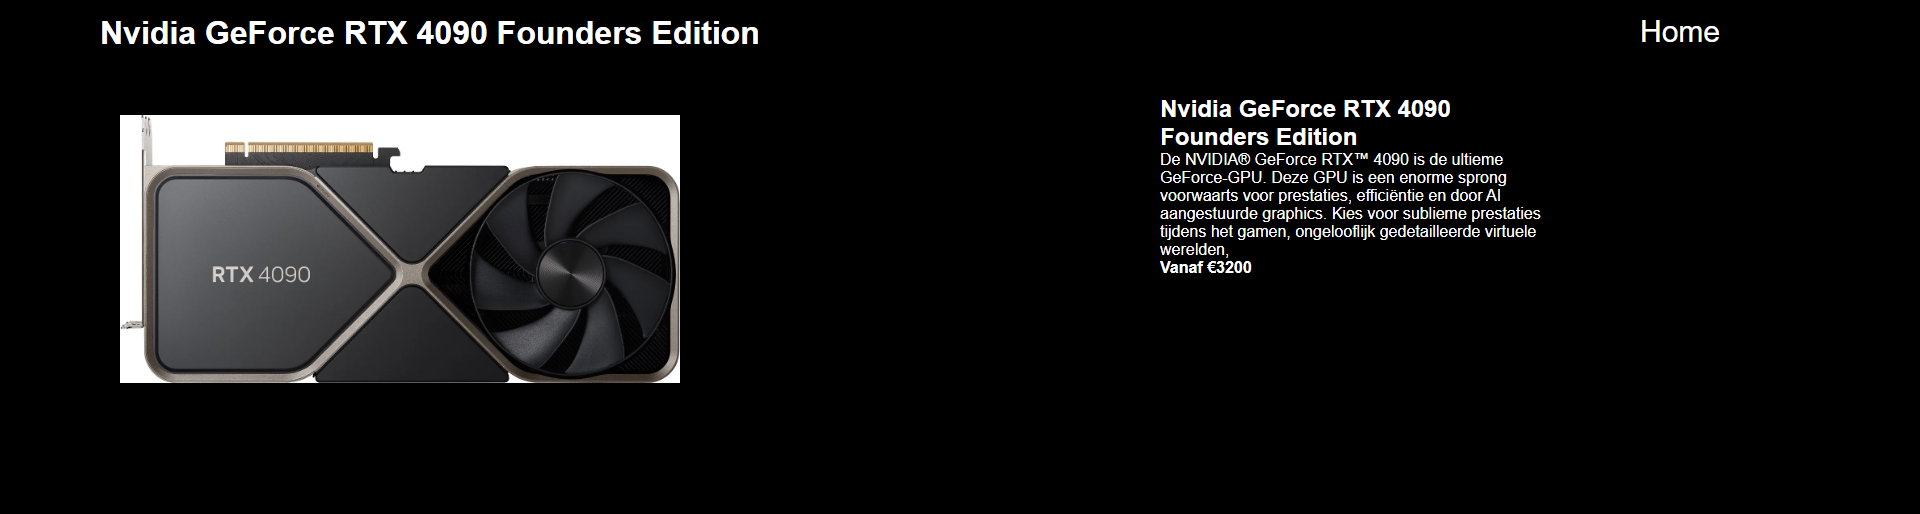 Nvidia GeForce RTX 4090 Founders Edition
Home
RTX 4090
Nvidia GeForce RTX 4090
Founders Edition
De NVIDIA® GeForce RTX™ 4090 is de ultieme
GeForce-GPU. Deze GPU is een enorme sprong
voorwaarts voor prestaties, efficiëntie en door AI
aangestuurde graphics. Kies voor sublieme prestaties
tijdens het gamen, ongelooflijk gedetailleerde virtuele
werelden,
Vanaf €3200